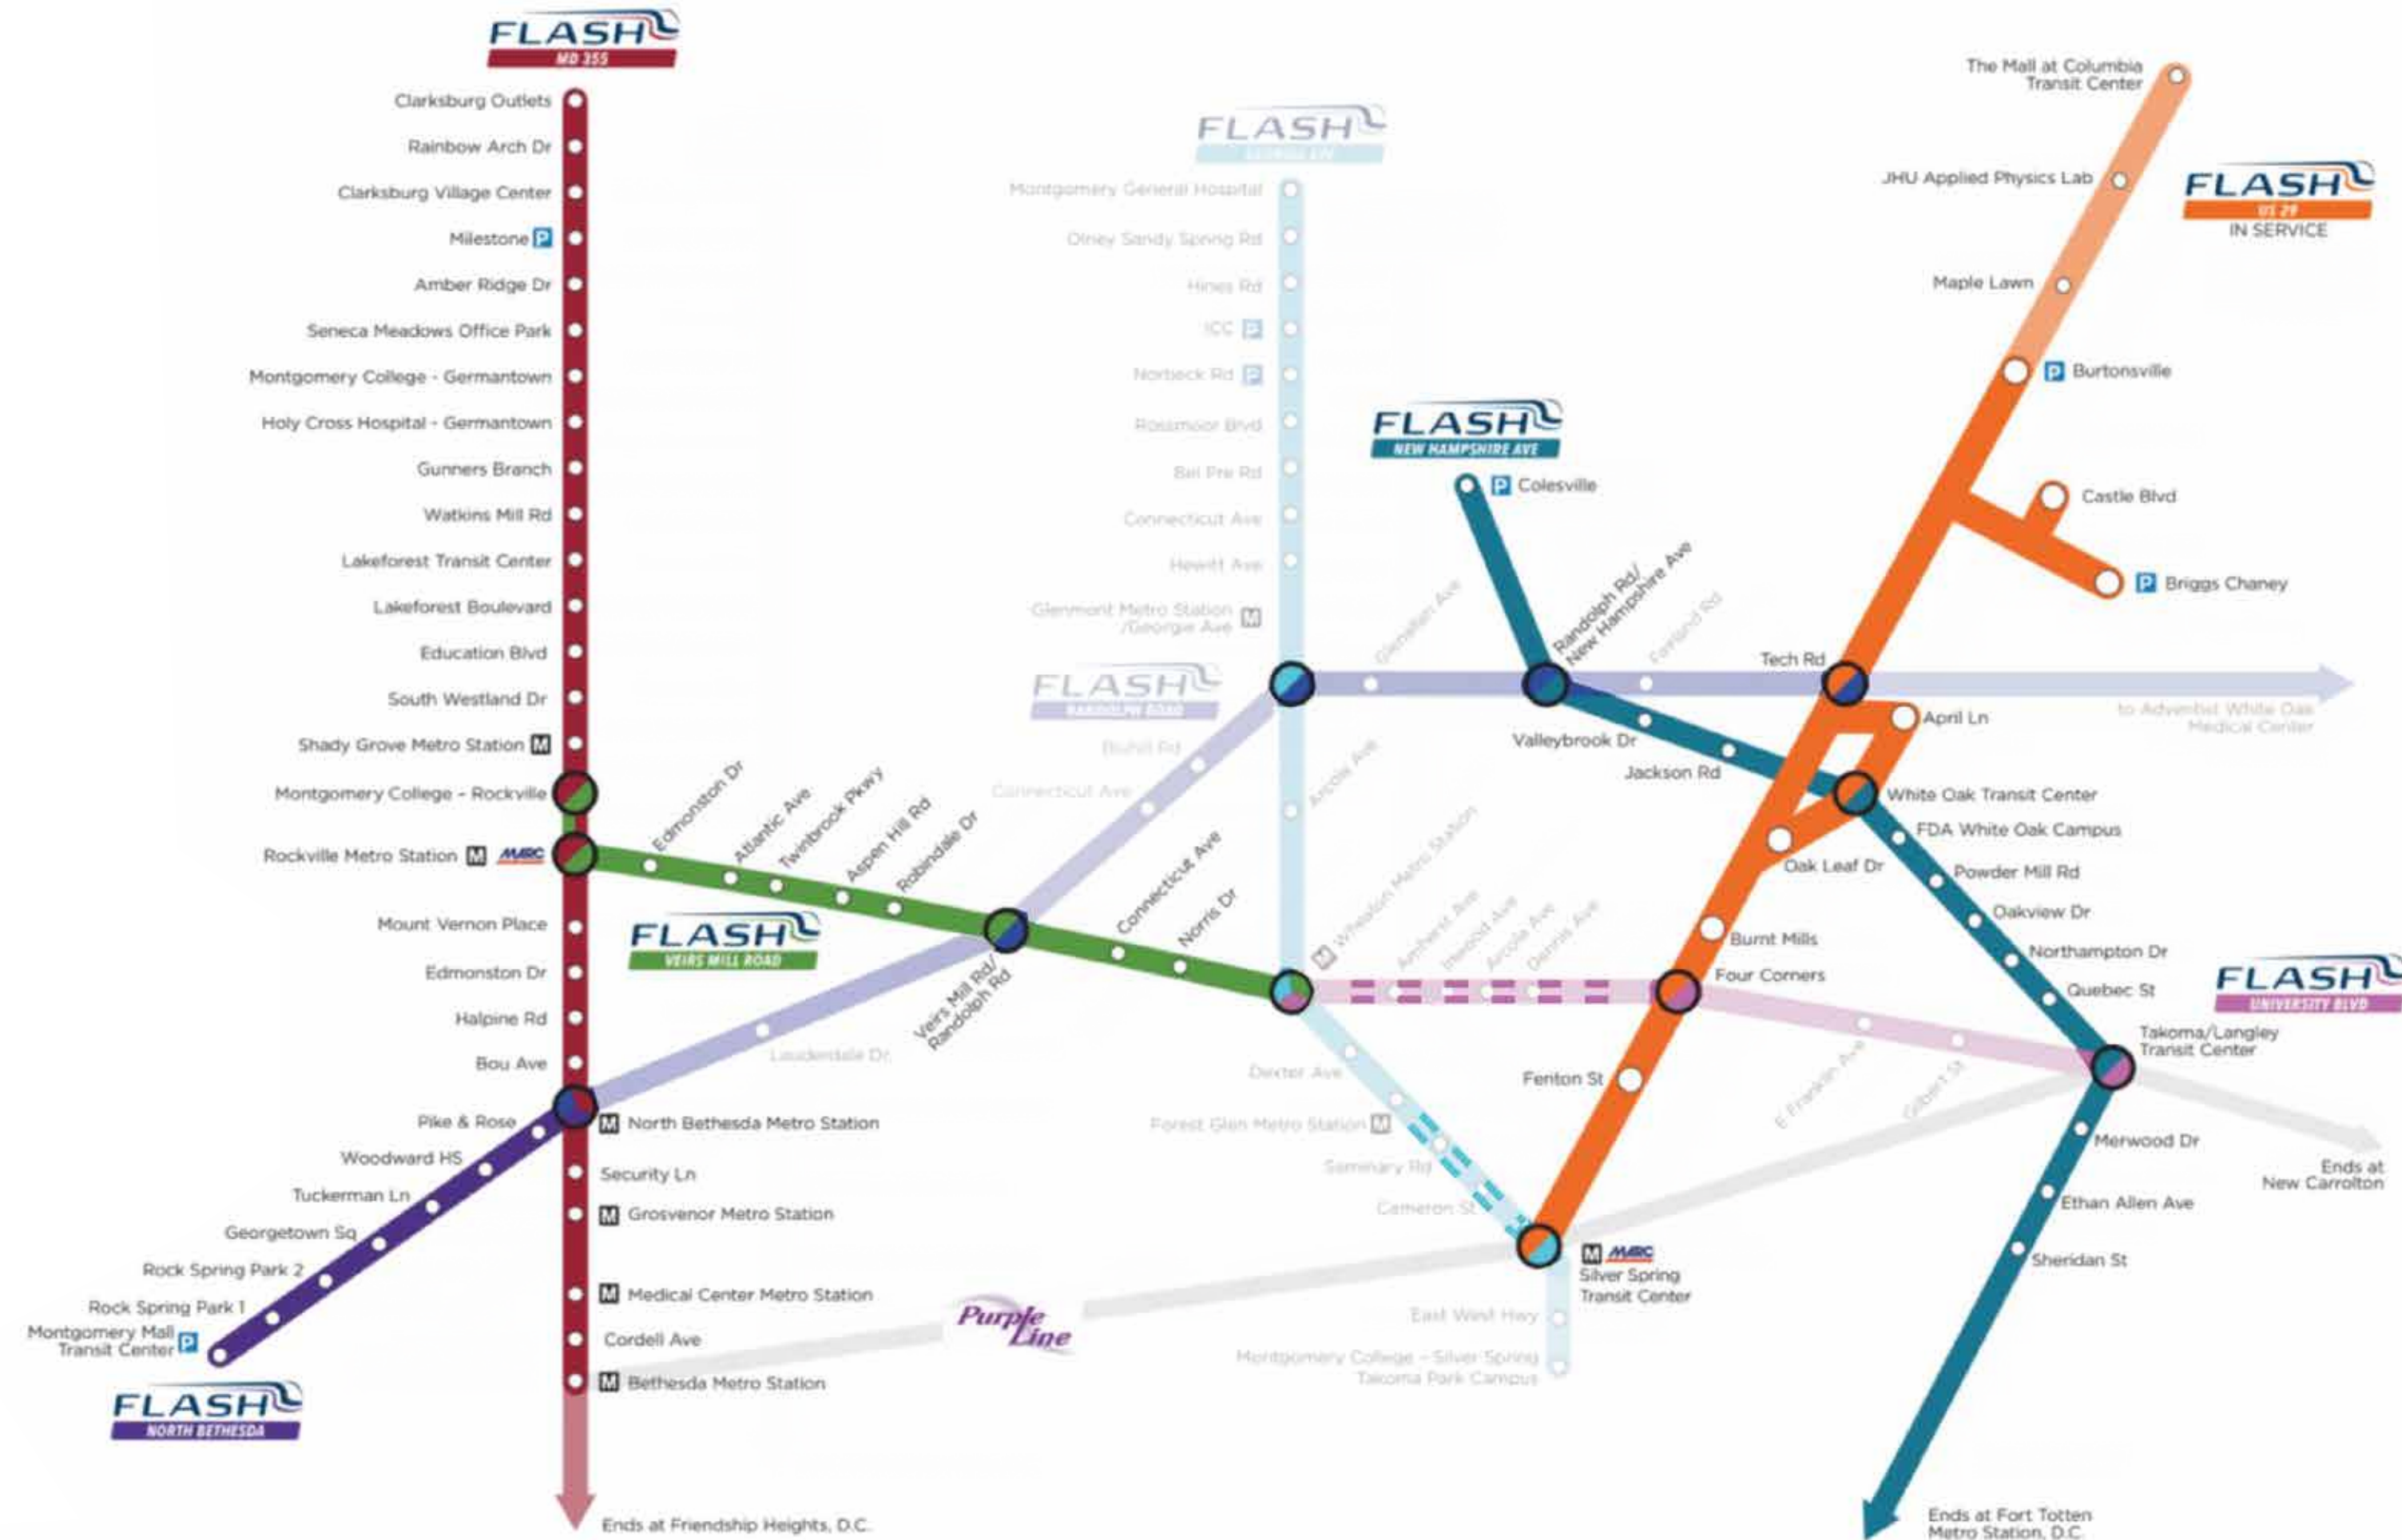 FLASH
MD 355
Clarksburg Outlets
Rainbow Arch Dr
Clarksburg Village Center
Milestone P
Amber Ridge Dr
Seneca Meadows Office Park
Montgomery College - Germantown
Holy Cross Hospital - Germantown
Gunners Branch
Watkins Mill Rd
Lakeforest Transit Center
Lakeforest Boulevard
Education Blvd
South Westland Dr
Shady Grove Metro Station M
Montgomery College - Rockville
Rockville Metro Station M MARC
Mount Vernon Place
Edmonston Dr
Halpine Rd
Bou Ave
M North Bethesda Metro Station
Security Ln
M Grosvenor Metro Station
M Medical Center Metro Station
Cordell Ave
M Bethesda Metro Station
Ends at Friendship Heights, D.C.
Pike & Rose
Woodward HS
Tuckerman Ln
Georgetown Sq
Rock Spring Park 2
Rock Spring Park 1
Montgomery Mall
Transit Center P
FLASH
NORTH BETHESDA
Edmonston Dr
Atlantic Ave
Twinbrook Pkwy
Aspen Hill Rd
Robindale Dr
Veirs Mill Rd/
Randolph Rd
Connecticut Ave
Norris Dr
FLASH
VEIRS MILL ROAD
FLASH
Montgomery General Hospital
Olney Sandy Spring Rd
Hines Rd
ICC P
Norbeck Rd P
Rossmoor Blvd
Bel Pre Rd
Connecticut Ave
Hewitt Ave
Glenmont Metro Station M
/Georgia Ave
Arcola Ave
M Wheaton Metro Station
Dexter Ave
Forest Glen Metro Station M
Seminary Rd
Cameron St
East West Hwy
Montgomery College - Silver Spring
Takoma Park Campus
FLASH
RANDOLPH ROAD
Lauderdale Dr
Connecticut Ave
Bluhill Rd
Glenallan Ave
Fairland Rd
to Adventist White Oak
Medical Center
Amherst Ave
Inwood Ave
Arcola Ave
Dennis Ave
E Franklin Ave
Gilbert St
FLASH
NEW HAMPSHIRE AVE
P Colesville
Randolph Rd/
New Hampshire Ave
Valleybrook Dr
Jackson Rd
White Oak Transit Center
FDA White Oak Campus
Powder Mill Rd
Oakview Dr
Northampton Dr
Quebec St
Takoma/Langley
Transit Center
Merwood Dr
Ethan Allen Ave
Sheridan St
Ends at Fort Totten
Metro Station, D.C.
FLASH
UNIVERSITY BLVD
The Mall at Columbia
Transit Center
JHU Applied Physics Lab
Maple Lawn
FLASH
US 29
IN SERVICE
P Burtonsville
Castle Blvd
P Briggs Chaney
Tech Rd
April Ln
Oak Leaf Dr
Burnt Mills
Four Corners
Fenton St
M MARC
Silver Spring
Transit Center
Purple
Line
Ends at
New Carrolton